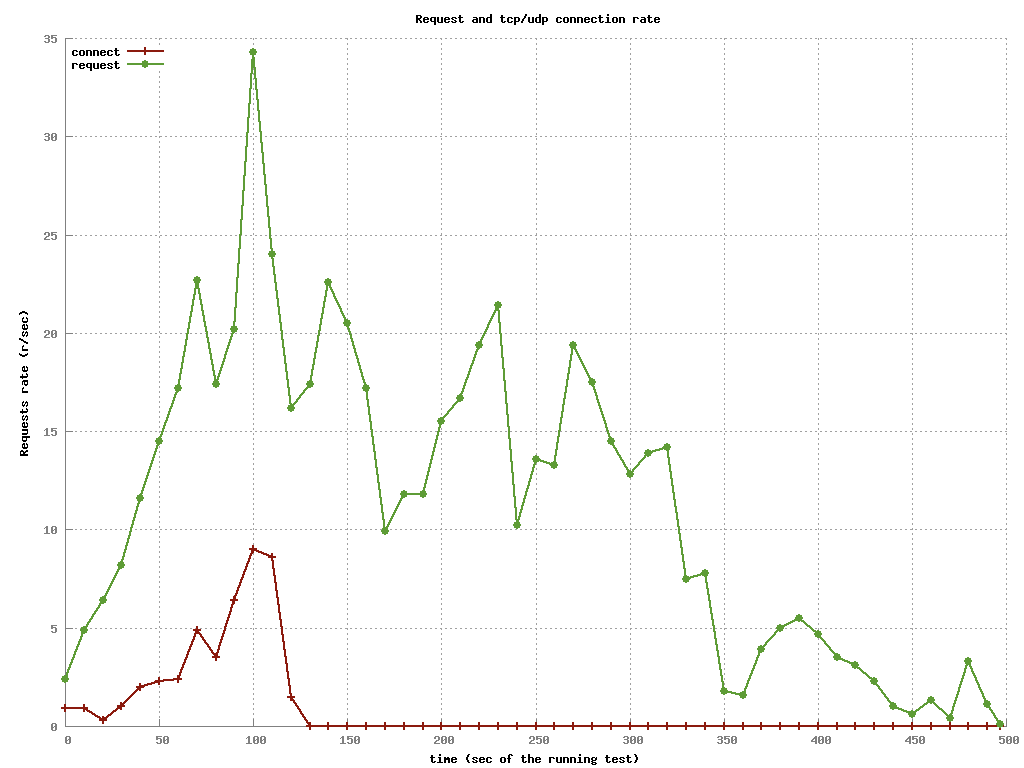 Request and tcp/udp connection rate
connect
request
35
30
25
20
15
10
5
0
Requests rate (r/sec)
0 50 100 150 200 250 300 350 400 450 500
time (sec of the running test)